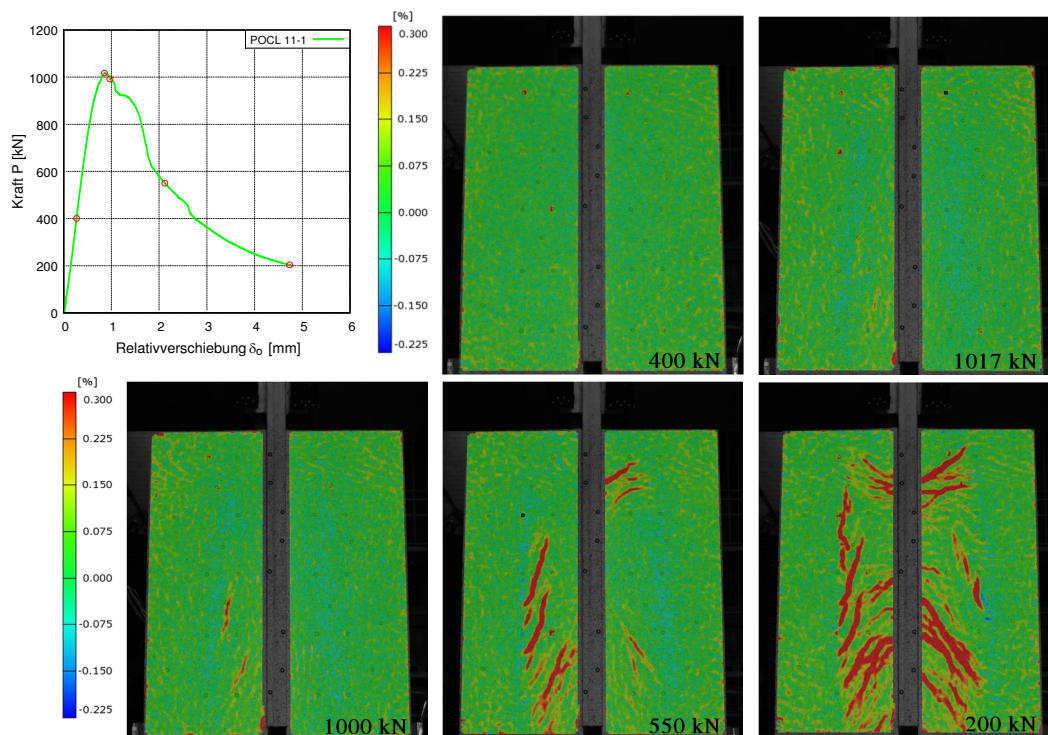 1200
1000
800
600
400
200
0
0 1 2 3 4 5 6
Kraft P [kN]
Relativverschiebung δo [mm]
POCL 11-1
[%]
0.300
0.225
0.150
0.075
0.000
-0.075
-0.150
-0.225
400 kN
1017 kN
[%]
0.300
0.225
0.150
0.075
0.000
-0.075
-0.150
-0.225
1000 kN
550 kN
200 kN